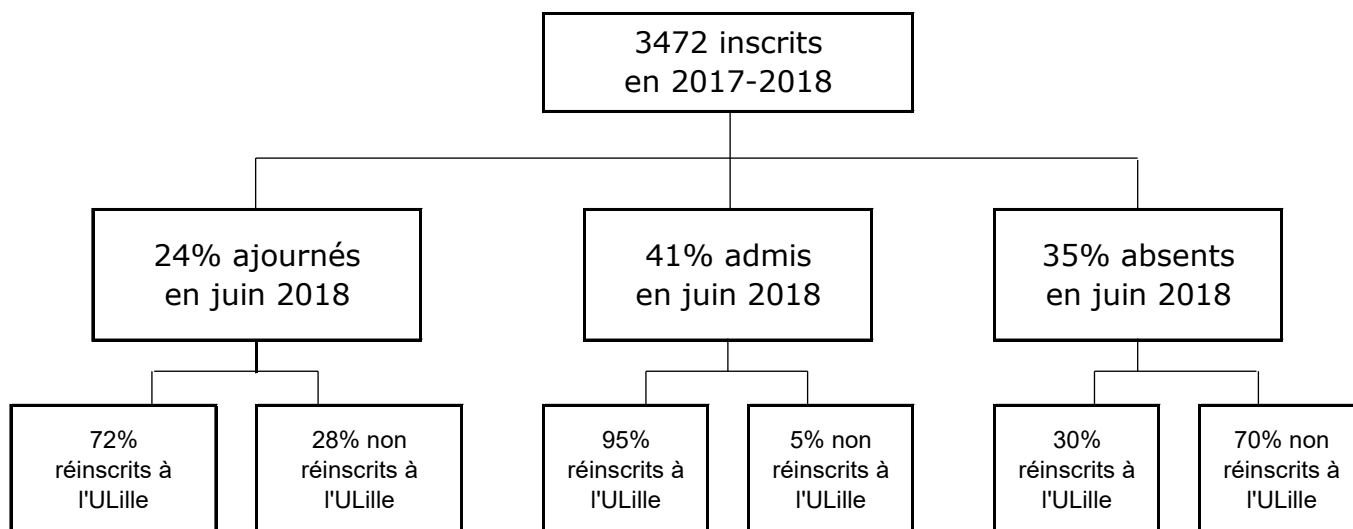 3472 inscrits
en 2017-2018
24% ajournés
en juin 2018
41% admis
en juin 2018
35% absents
en juin 2018
72%
réinscrits à
l'ULille
28% non
réinscrits à
l'ULille
95%
réinscrits à
l'ULille
5% non
réinscrits à
l'ULille
30%
réinscrits à
l'ULille
70% non
réinscrits à
l'ULille